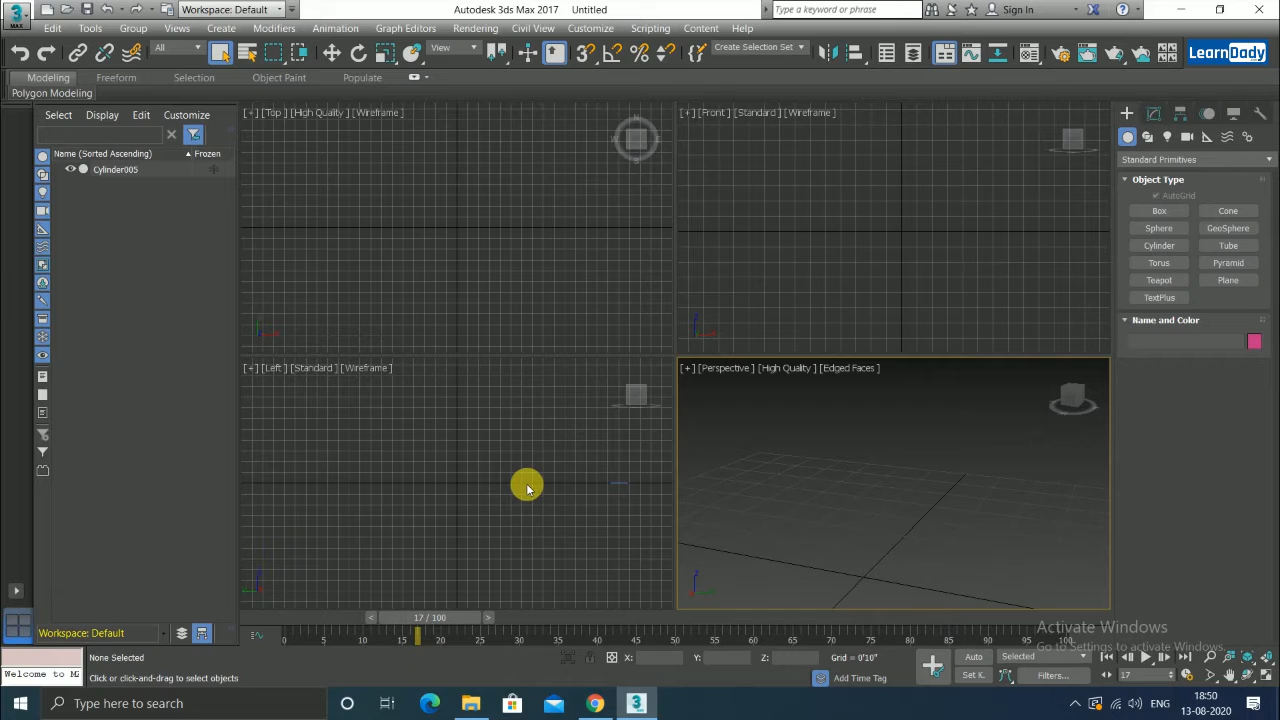 Workspace: Default
Autodesk 3ds Max 2017 Untitled
Type a keyword or phrase
Sign In
MAX
Edit Tools Group Views Create Modifiers Animation Graph Editors Rendering Civil View Customize Scripting Content Help
All
View
Create Selection Set
LearnDady
Modeling Freeform Selection Object Paint Populate
Polygon Modeling
Select Display Edit Customize
Name (Sorted Ascending) Frozen
Cylinder005
[+] [Top] [High Quality] [Wireframe]
[+] [Front] [Standard] [Wireframe]
[+] [Left] [Standard] [Wireframe]
[+] [Perspective] [High Quality] [Edged Faces]
Standard Primitives
Object Type
AutoGrid
Box Cone
Sphere GeoSphere
Cylinder Tube
Torus Pyramid
Teapot Plane
TextPlus
Name and Color
17 / 100
Workspace: Default
0 5 10 15 20 25 30 35 40 45 50 55 60 65 70 75 80 85 90 95 100
Activate Windows
Go to Settings to activate Windows.
None Selected
X: Y: Z: Grid = 0'10"
Auto Selected
Welcome to MA
Click or click-and-drag to select objects
Add Time Tag
Set K. Filters...
17
Type here to search
ENG
18:50
13-08-2020